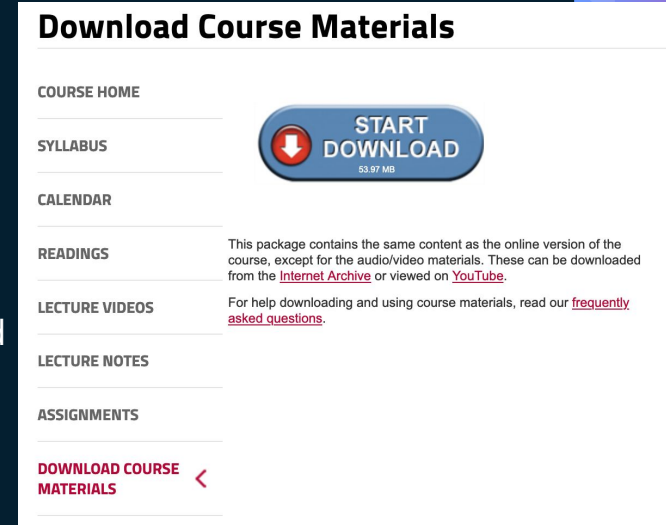 Download Course Materials
COURSE HOME
SYLLABUS
CALENDAR
READINGS
LECTURE VIDEOS
LECTURE NOTES
ASSIGNMENTS
DOWNLOAD COURSE
MATERIALS
START
DOWNLOAD
53.97 MB
This package contains the same content as the online version of the
course, except for the audio/video materials. These can be downloaded
from the Internet Archive or viewed on YouTube.
For help downloading and using course materials, read our frequently
asked questions.